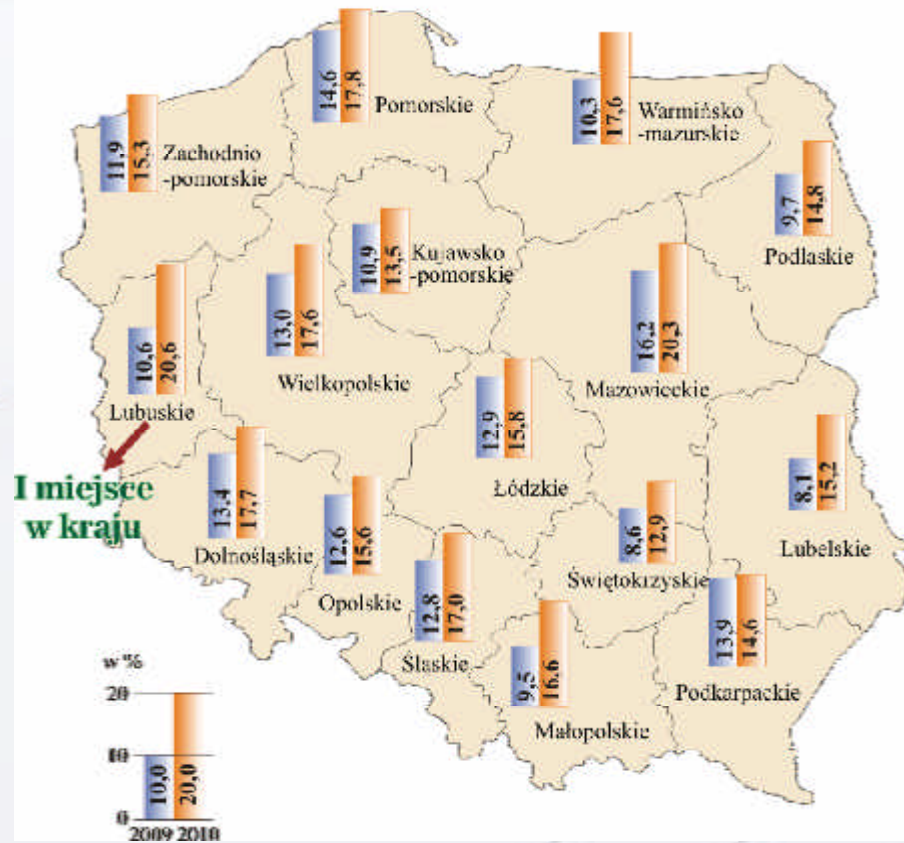 14,6
17,8
Pomorskie
10,3
17,6
Warmińsko
-mazurskie
11,9
15,3
Zachodnio
-pomorskie
9,7
14,8
Podlaskie
10,9
13,5
Kujawsko
-pomorskie
13,0
17,6
Wielkopolskie
16,2
20,3
Mazowieckie
10,6
20,6
Lubuskie
I miejsce
w kraju
12,9
15,8
Łódzkie
8,1
15,2
Lubelskie
13,4
17,7
Dolnośląskie
12,6
15,6
Opolskie
8,6
12,9
Świętokrzyskie
12,8
17,0
Ślaskie
9,5
16,6
Małopolskie
13,9
14,6
Podkarpackie
w %
20
10
0
10,0
20,0
2009 2010